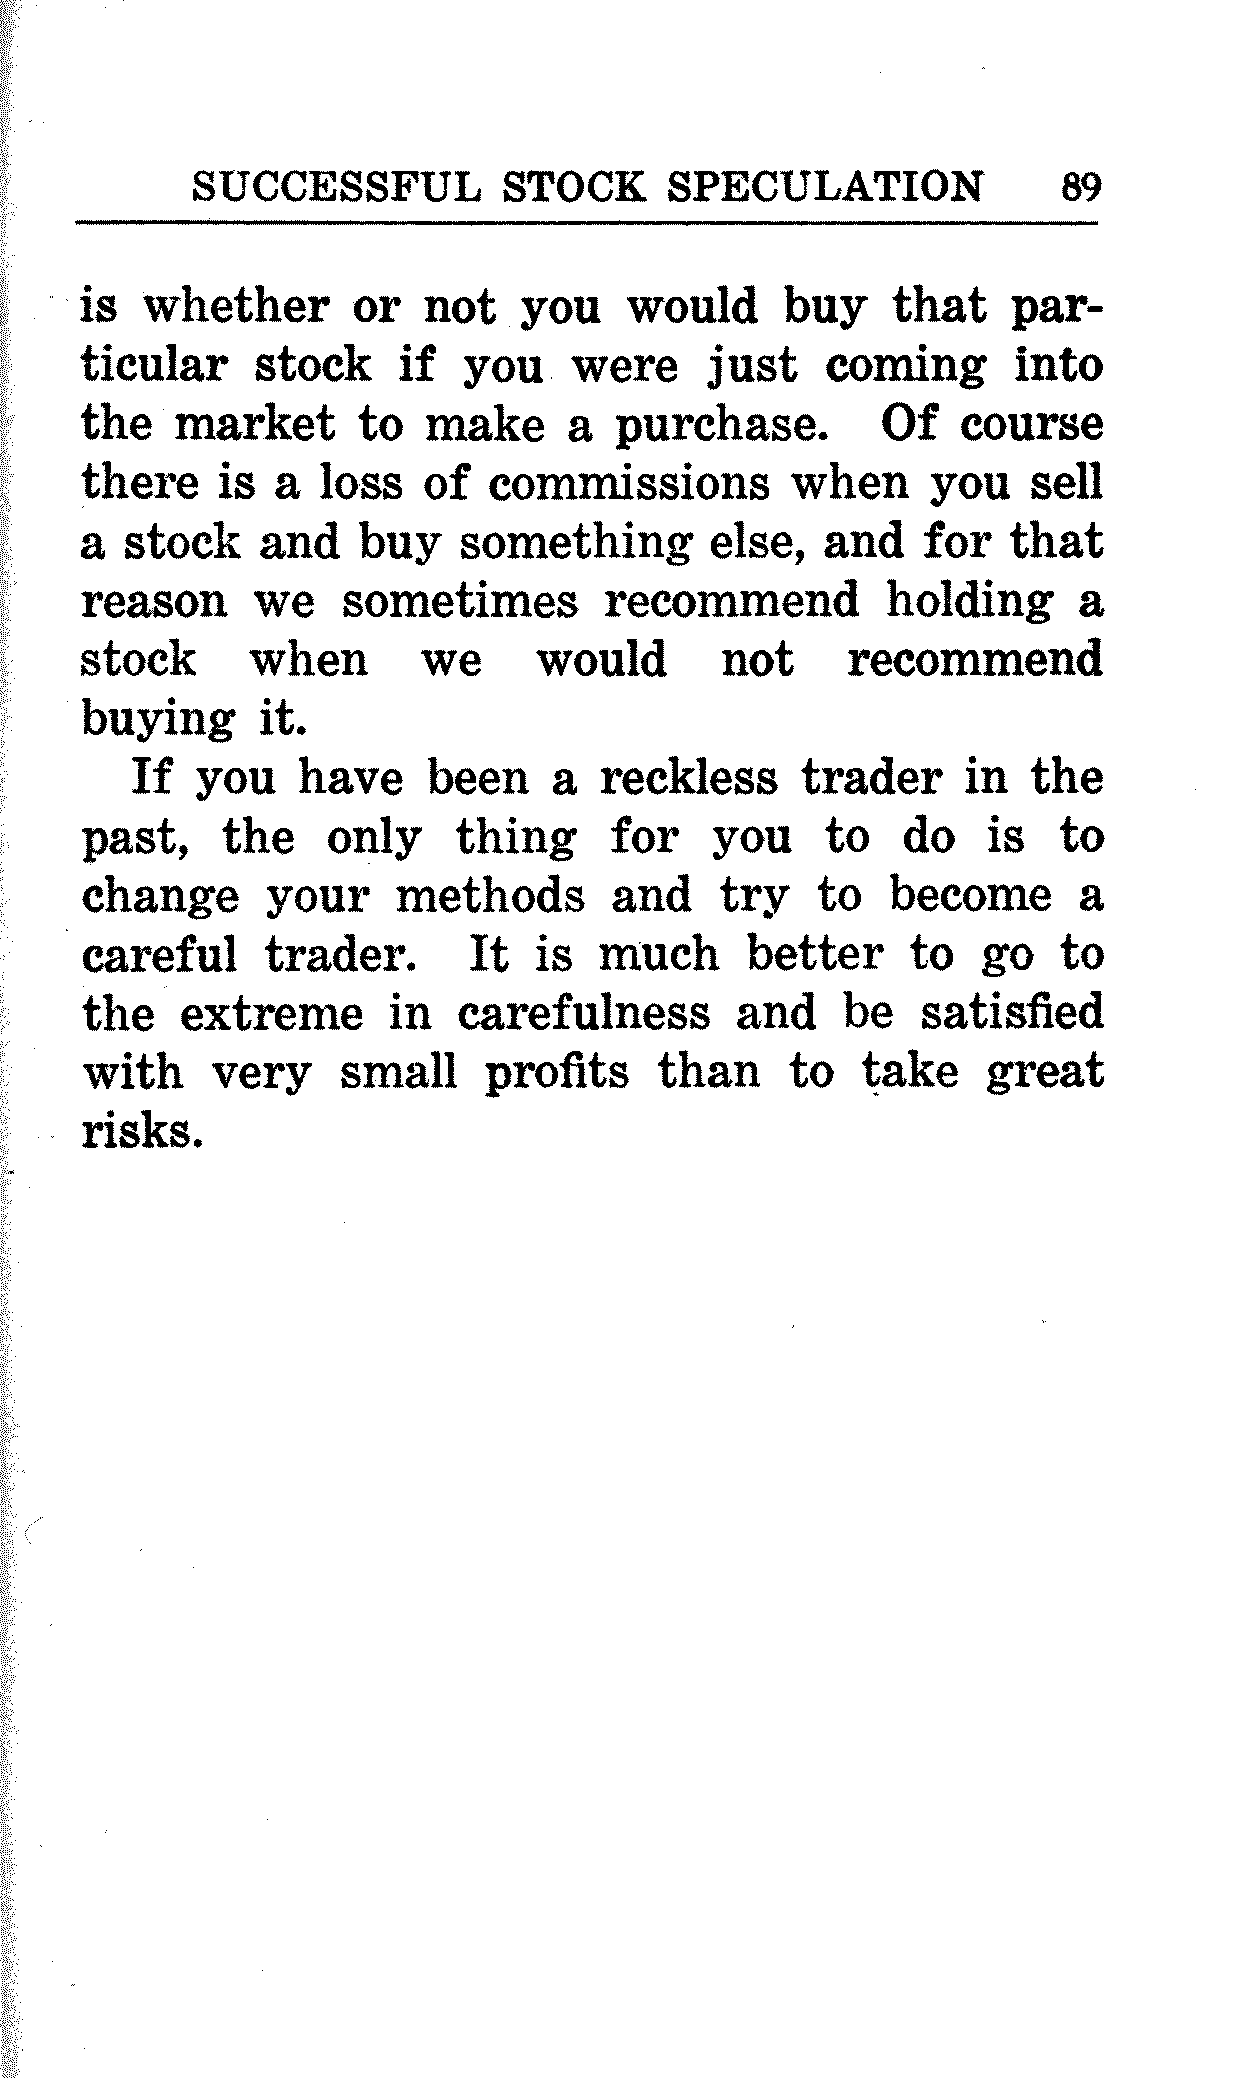 SUCCESSFUL STOCK SPECULATION 89
is whether or not you would buy that par-
ticular stock if you were just coming into
the market to make a purchase. Of course
there is a loss of commissions when you sell
a stock and buy something else, and for that
reason we sometimes recommend holding a
stock when we would not recommend
buying it.
If you have been a reckless trader in the
past, the only thing for you to do is to
change your methods and try to become a
careful trader. It is much better to go to
the extreme in carefulness and be satisfied
with very small profits than to take great
risks.